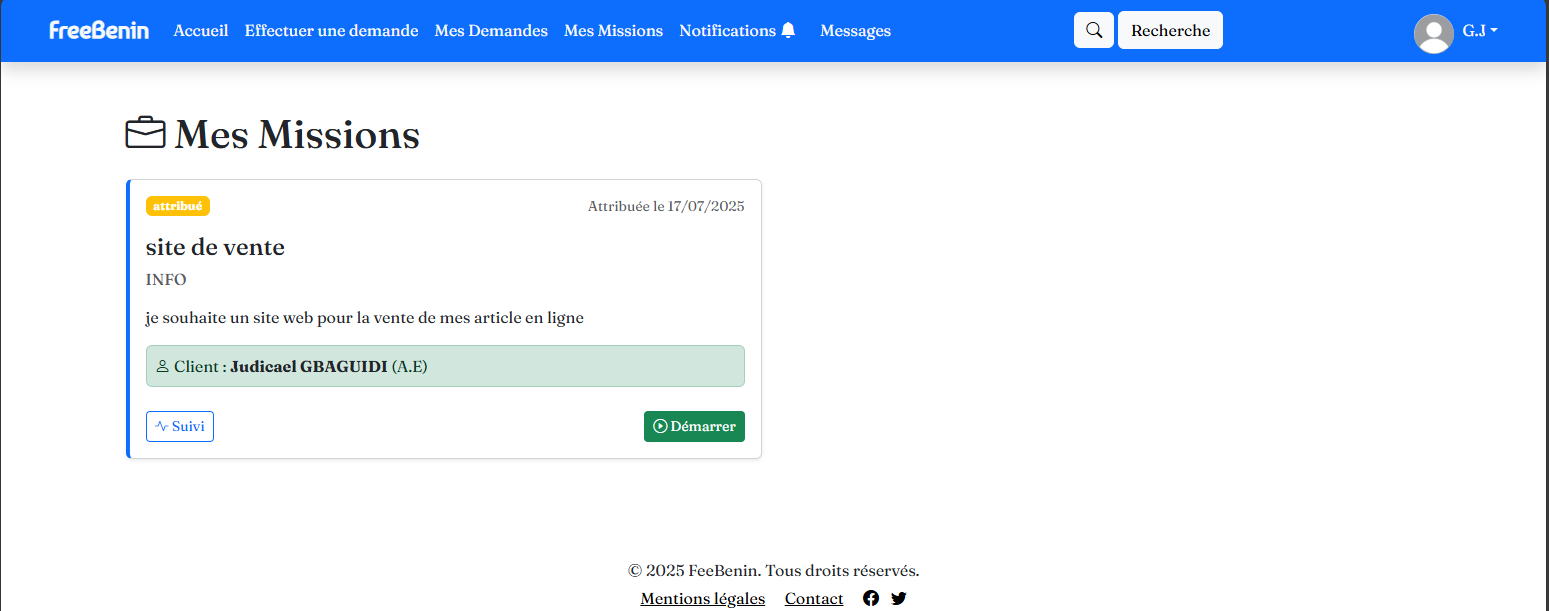 FreeBenin Accueil Effectuer une demande Mes Demandes Mes Missions Notifications Messages Recherche G.J
Mes Missions
attribué Attribuée le 17/07/2025
site de vente
INFO
je souhaite un site web pour la vente de mes article en ligne
Client : Judicael GBAGUIDI (A.E)
Suivi Démarrer
© 2025 FeeBenin. Tous droits réservés.
Mentions légales Contact